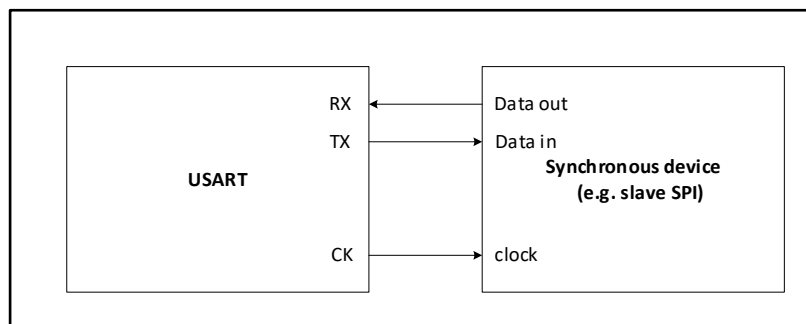 RX
Data out
TX
Data in
USART
Synchronous device
(e.g. slave SPI)
CK
clock